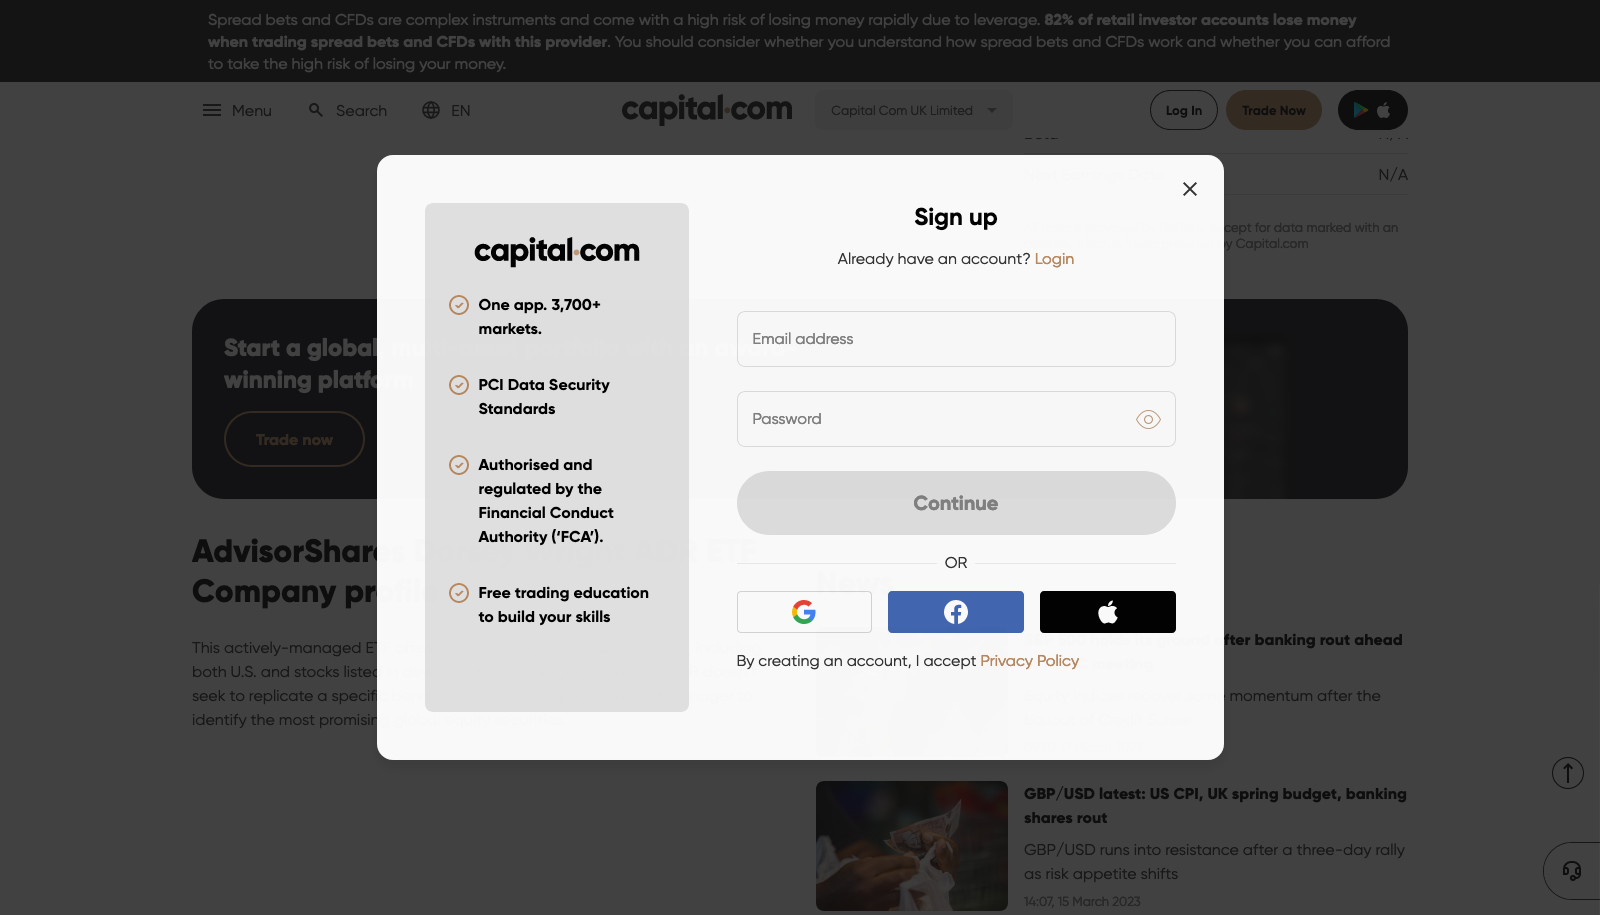 Spread bets and CFDs are complex instruments and come with a high risk of losing money rapidly due to leverage. 82% of retail investor accounts lose money
when trading spread bets and CFDs with this provider. You should consider whether you understand how spread bets and CFDs work and whether you can afford
to take the high risk of losing your money.
Menu
Search
EN
capital.com
Capital Com UK Limited
Log In
Trade Now
N/A
cept for data marked with an
by Capital.com
Start a global
winning platfor
Trade now
AdvisorShares
Company prof
This actively-managed E
both U.S. and stocks listed
seek to replicate a specif
identify the most promisin
capital.com
One app. 3,700+
markets.
PCI Data Security
Standards
Authorised and
regulated by the
Financial Conduct
Authority (‘FCA’).
Free trading education
to build your skills
Sign up
Already have an account? Login
Email address
Password
Continue
OR
By creating an account, I accept Privacy Policy
after banking rout ahead
momentum after the
GBP/USD latest: US CPI, UK spring budget, banking
shares rout
GBP/USD runs into resistance after a three-day rally
as risk appetite shifts
14:07, 15 March 2023